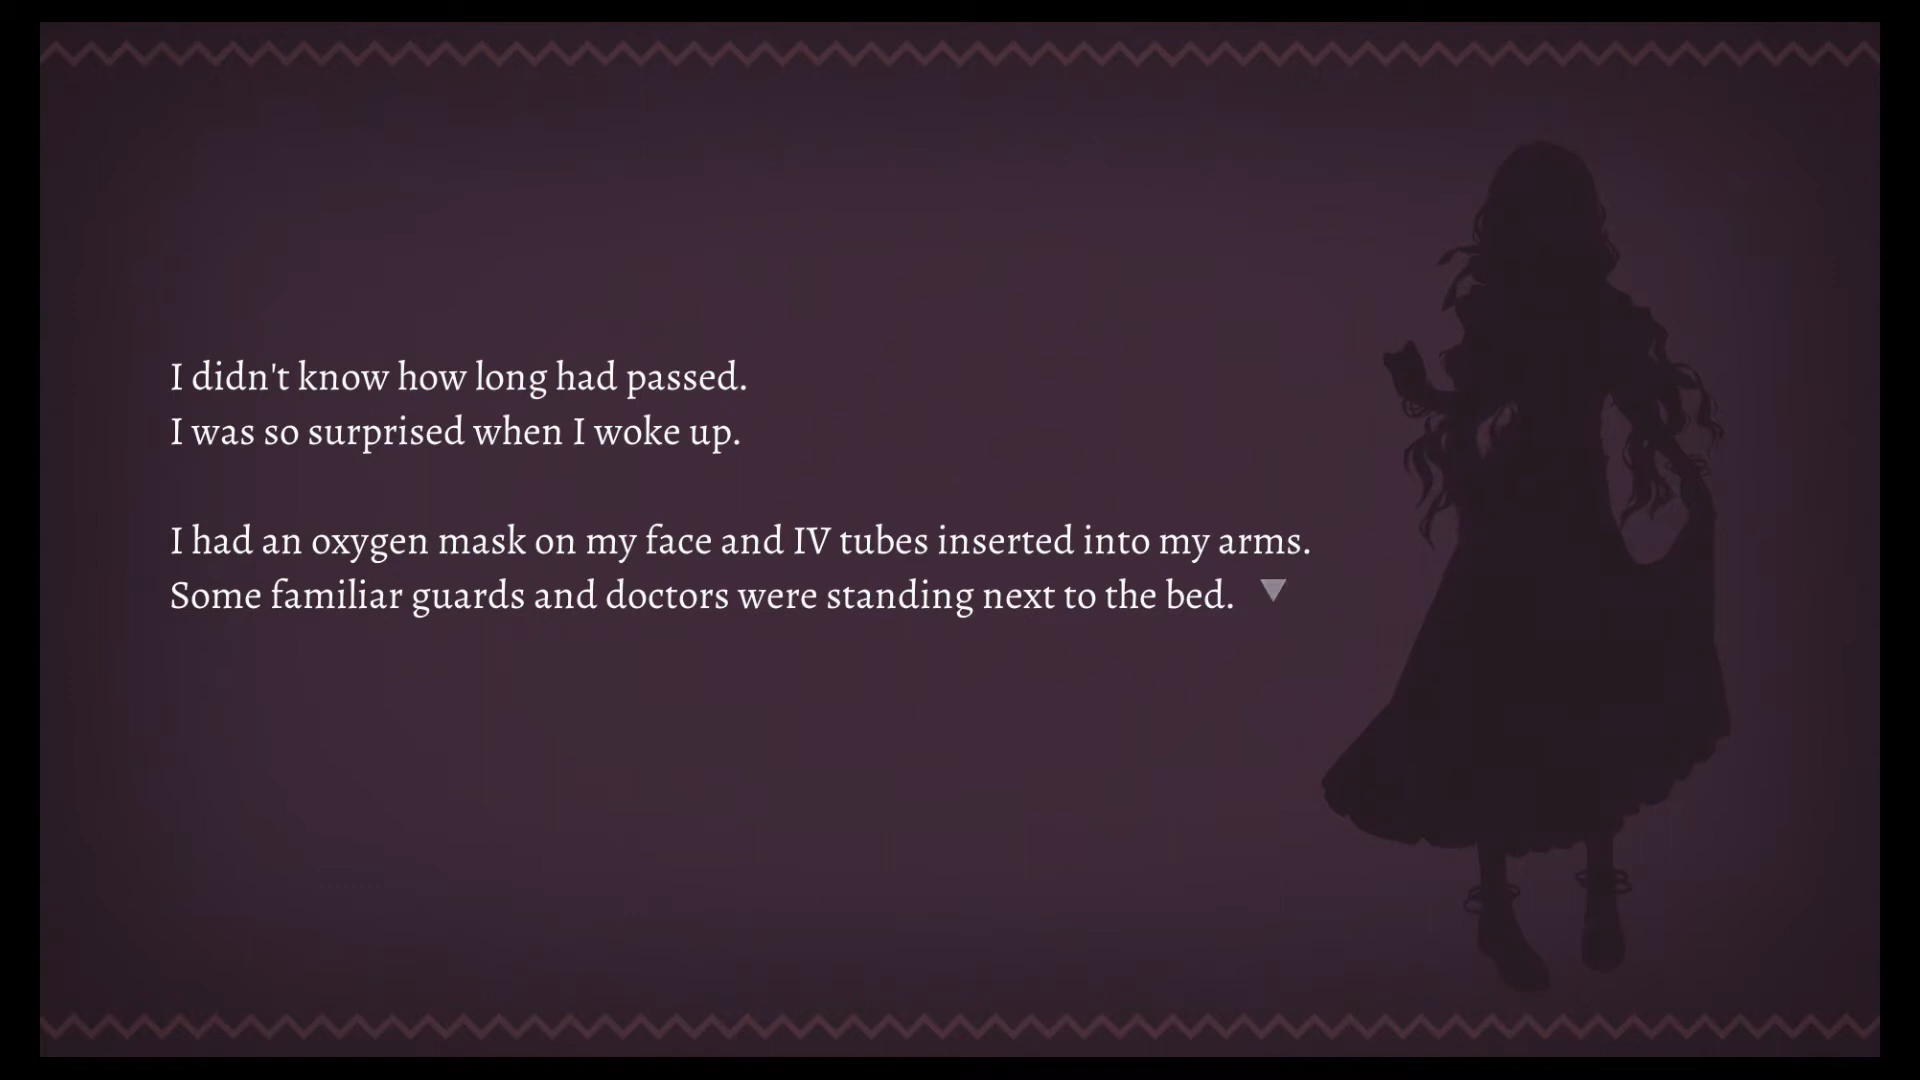 I didn't know how long had passed.
I was so surprised when I woke up.
I had an oxygen mask on my face and IV tubes inserted into my arms.
Some familiar guards and doctors were standing next to the bed.